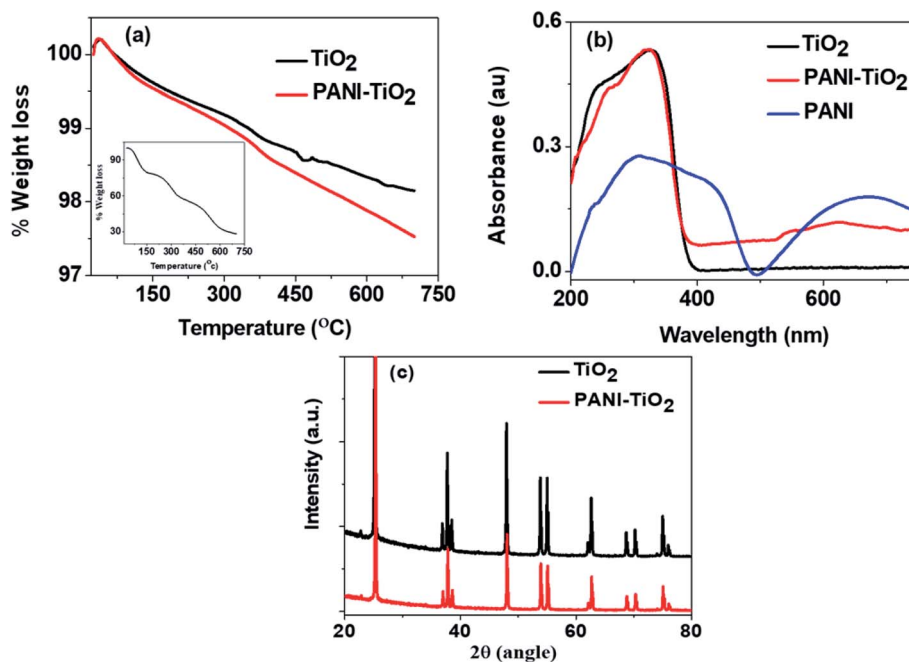 (a)
TiO2
PANI-TiO2
100
99
98
97
% Weight loss
150 300 450 600 750
Temperature (OC)
90
60
30
% Weight loss
150 300 450 600 750
Temperature (oc)
(b)
TiO2
PANI-TiO2
PANI
0.6
0.3
0.0
Absorbance (au)
200 400 600
Wavelength (nm)
(c)
TiO2
PANI-TiO2
Intensity (a.u.)
20 40 60 80
2θ (angle)